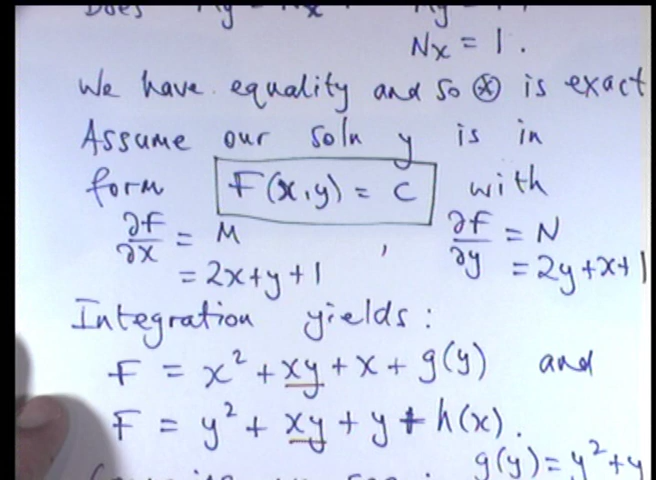 Does
Nx = 1.
We have equality and so ⊛ is exact
Assume our soln y is in
form F(x,y) = C with
∂F/∂x = M , ∂F/∂y = N
= 2x+y+1 = 2y+x+1
Integration yields:
F = x² + xy + x + g(y) and
F = y² + xy + y + h(x).
g(y) = y² + y